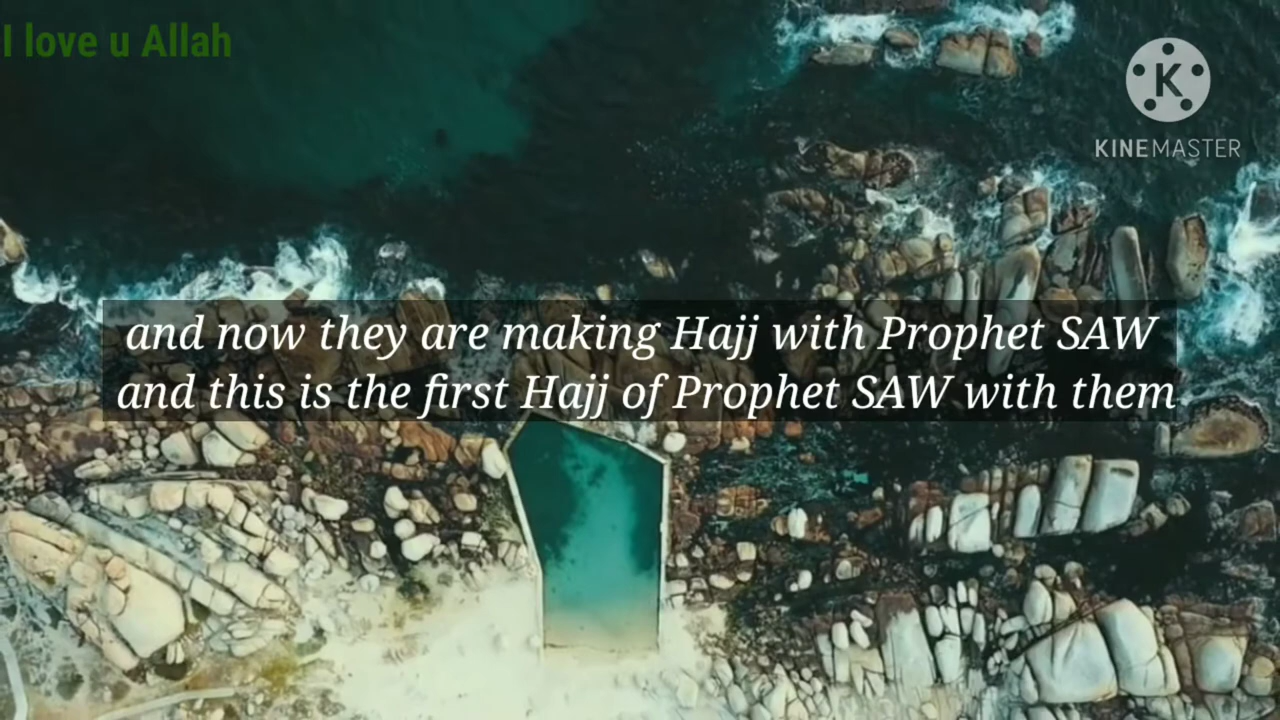 I love u Allah
K
KINEMASTER
and now they are making Hajj with Prophet SAW
and this is the first Hajj of Prophet SAW with them